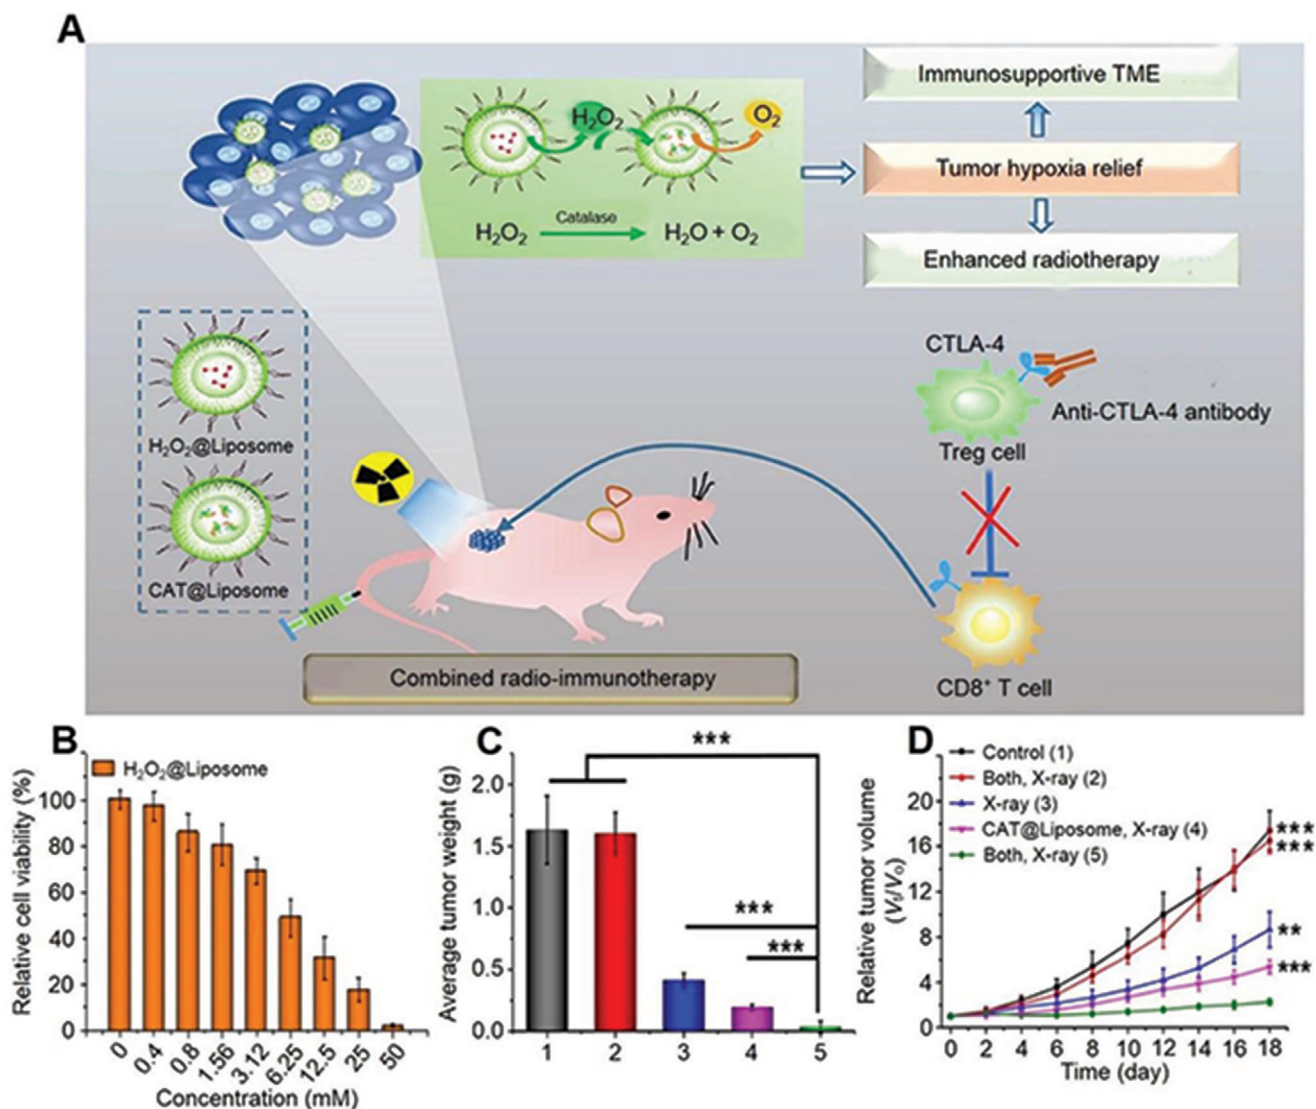 A
Immunosupportive TME
H₂O₂
O₂
Tumor hypoxia relief
H₂O₂ Catalase H₂O + O₂
Enhanced radiotherapy
CTLA-4
Anti-CTLA-4 antibody
Treg cell
H₂O₂@Liposome
CAT@Liposome
Combined radio-immunotherapy
CD8⁺ T cell
B
H₂O₂@Liposome
Relative cell viability (%)
100
80
60
40
20
0
0 0.4 0.8 1.56 3.12 6.25 12.5 25 50
Concentration (mM)
C
Average tumor weight (g)
2.0
1.5
1.0
0.5
0.0
***
***
***
1 2 3 4 5
D
Control (1)
Both, X-ray (2)
X-ray (3)
CAT@Liposome, X-ray (4)
Both, X-ray (5)
Relative tumor volume
(Vₜ/V₀)
20
16
12
8
4
0
***
***
**
***
0 2 4 6 8 10 12 14 16 18
Time (day)